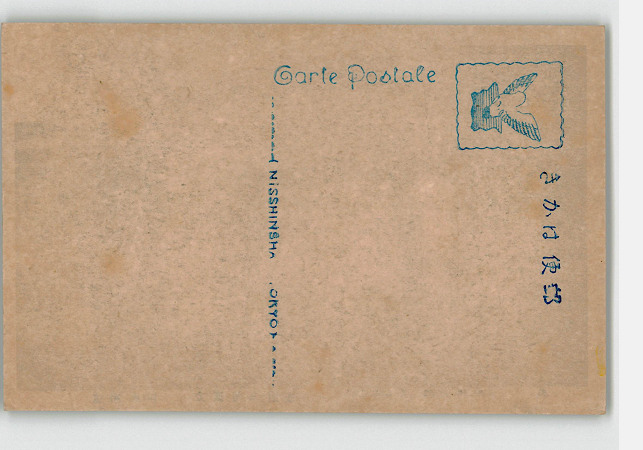 Carte Postale
きかは便郵
NISSHINSHA